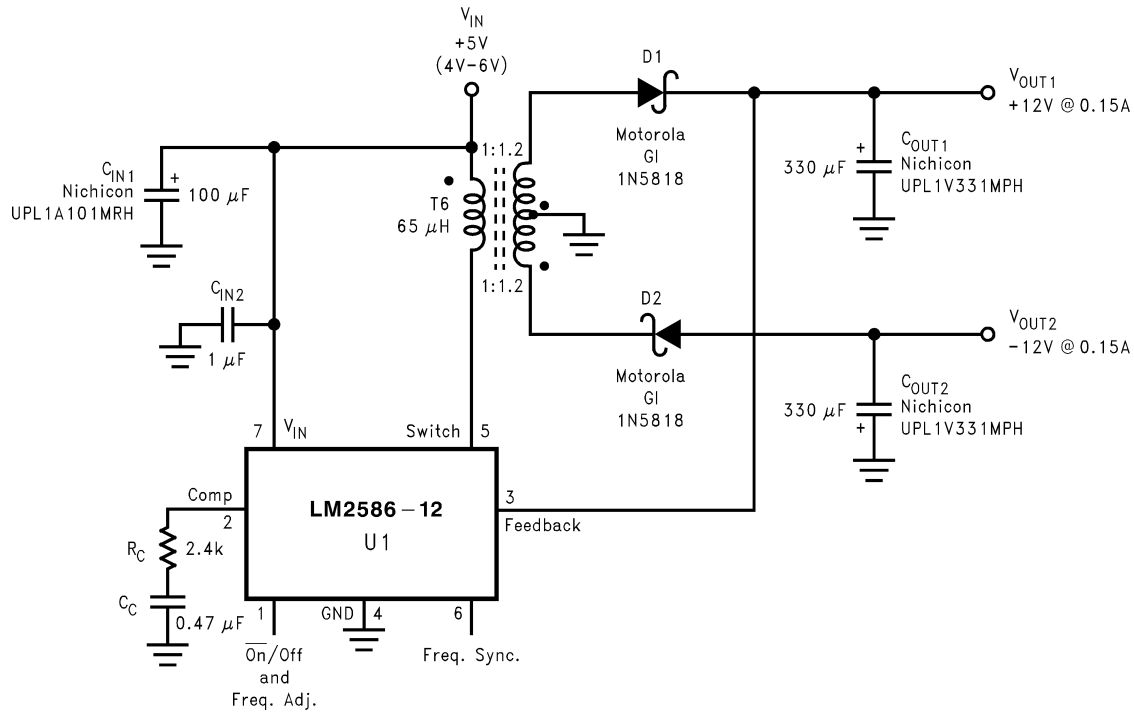 V_IN
+5V
(4V–6V)
D1
Motorola
GI
1N5818
V_OUT1
+12V @ 0.15A
C_OUT1
Nichicon
UPL1V331MPH
330 μF
+
C_IN1
Nichicon
UPL1A101MRH
+
100 μF
1:1.2
T6
65 μH
1:1.2
C_IN2
1 μF
D2
Motorola
GI
1N5818
V_OUT2
-12V @ 0.15A
C_OUT2
Nichicon
UPL1V331MPH
330 μF
+
7
V_IN
Switch
5
Comp
2
LM2586–12
U1
3
Feedback
R_C
2.4k
C_C
0.47 μF
1
GND
4
6
O̅n̅/Off
and
Freq. Adj.
Freq. Sync.